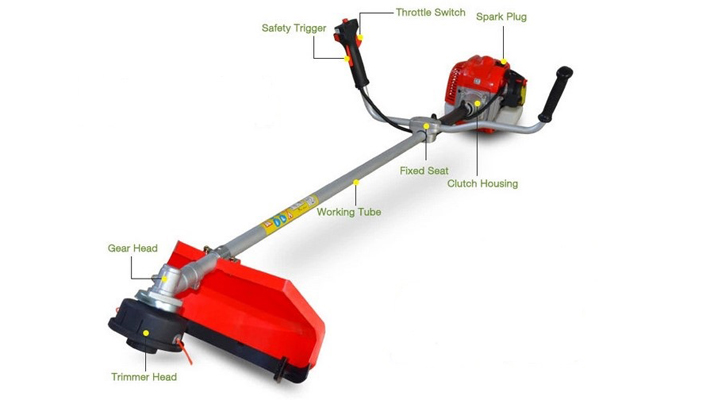 Throttle Switch
Spark Plug
Safety Trigger
Fixed Seat
Clutch Housing
Working Tube
Gear Head
Trimmer Head